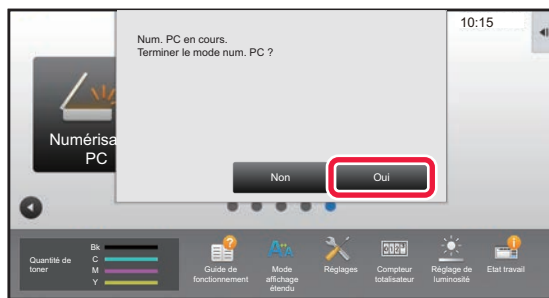 10:15
Num. PC en cours.
Terminer le mode num. PC ?
Numérisa
PC
Non
Oui
Quantité de
toner
Bk
C
M
Y
Guide de
fonctionnement
Mode
affichage
étendu
Réglages
Compteur
totalisateur
Réglage de
luminosité
Etat travail